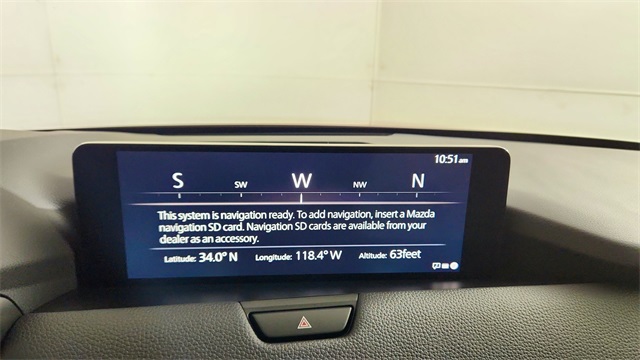 10:51 am
S SW W NW N
This system is navigation ready. To add navigation, insert a Mazda
navigation SD card. Navigation SD cards are available from your
dealer as an accessory.
Latitude: 34.0° N Longitude: 118.4° W Altitude: 63feet